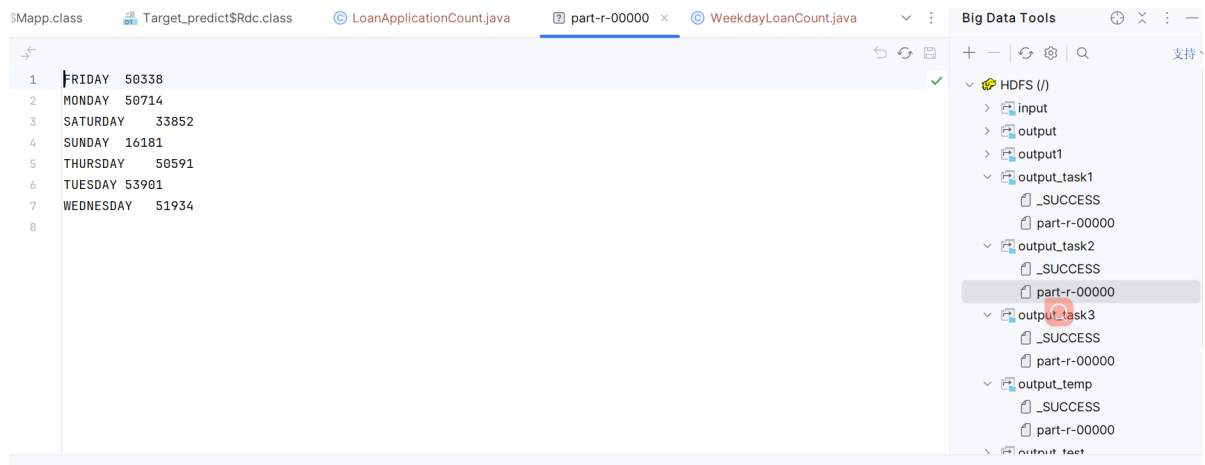 $Mapp.class Target_predict$Rdc.class LoanApplicationCount.java part-r-00000 WeekdayLoanCount.java Big Data Tools
支持
1 FRIDAY 50338
2 MONDAY 50714
3 SATURDAY 33852
4 SUNDAY 16181
5 THURSDAY 50591
6 TUESDAY 53901
7 WEDNESDAY 51934
8
HDFS (/)
input
output
output1
output_task1
_SUCCESS
part-r-00000
output_task2
_SUCCESS
part-r-00000
output_task3
_SUCCESS
part-r-00000
output_temp
_SUCCESS
part-r-00000
output_test